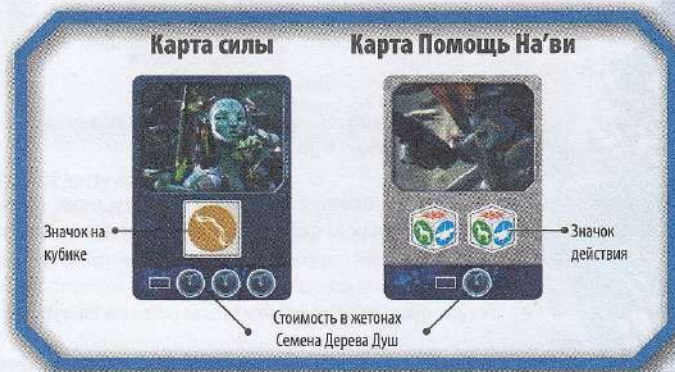 Карта силы
Карта Помощь На’ви
Значок на
кубике
Значок
действия
Стоимость в жетонах
Семена Дерева Душ